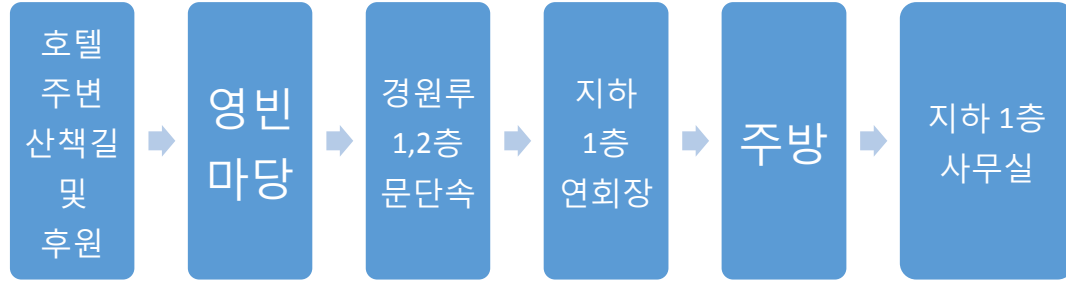 호텔
주변
산책길
및
후원
영빈
마당
경원루
1,2층
문단속
지하
1층
연회장
주방
지하 1층
사무실